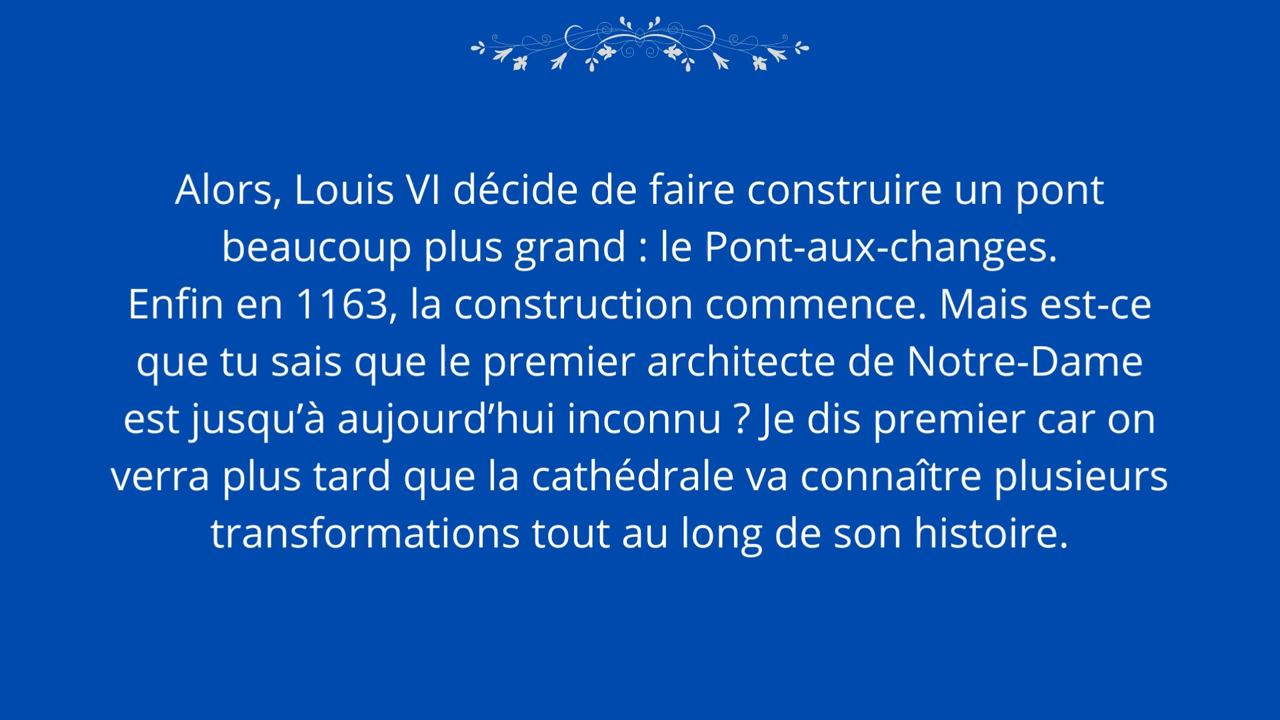 Alors, Louis VI décide de faire construire un pont
beaucoup plus grand : le Pont-aux-changes.
Enfin en 1163, la construction commence. Mais est-ce
que tu sais que le premier architecte de Notre-Dame
est jusqu’à aujourd’hui inconnu ? Je dis premier car on
verra plus tard que la cathédrale va connaître plusieurs
transformations tout au long de son histoire.